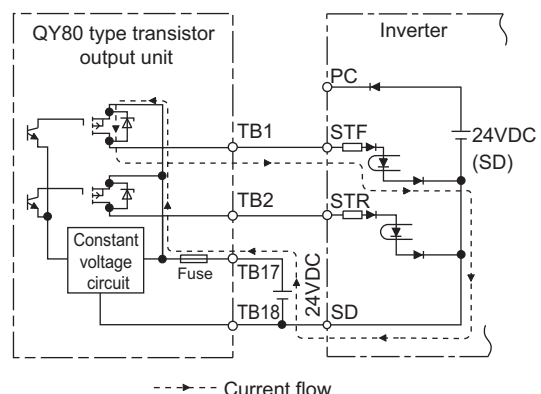 QY80 type transistor
output unit
Inverter
PC
TB1
STF
24VDC
(SD)
TB2
STR
Constant
voltage
circuit
Fuse
TB17
24VDC
TB18
SD
Current flow